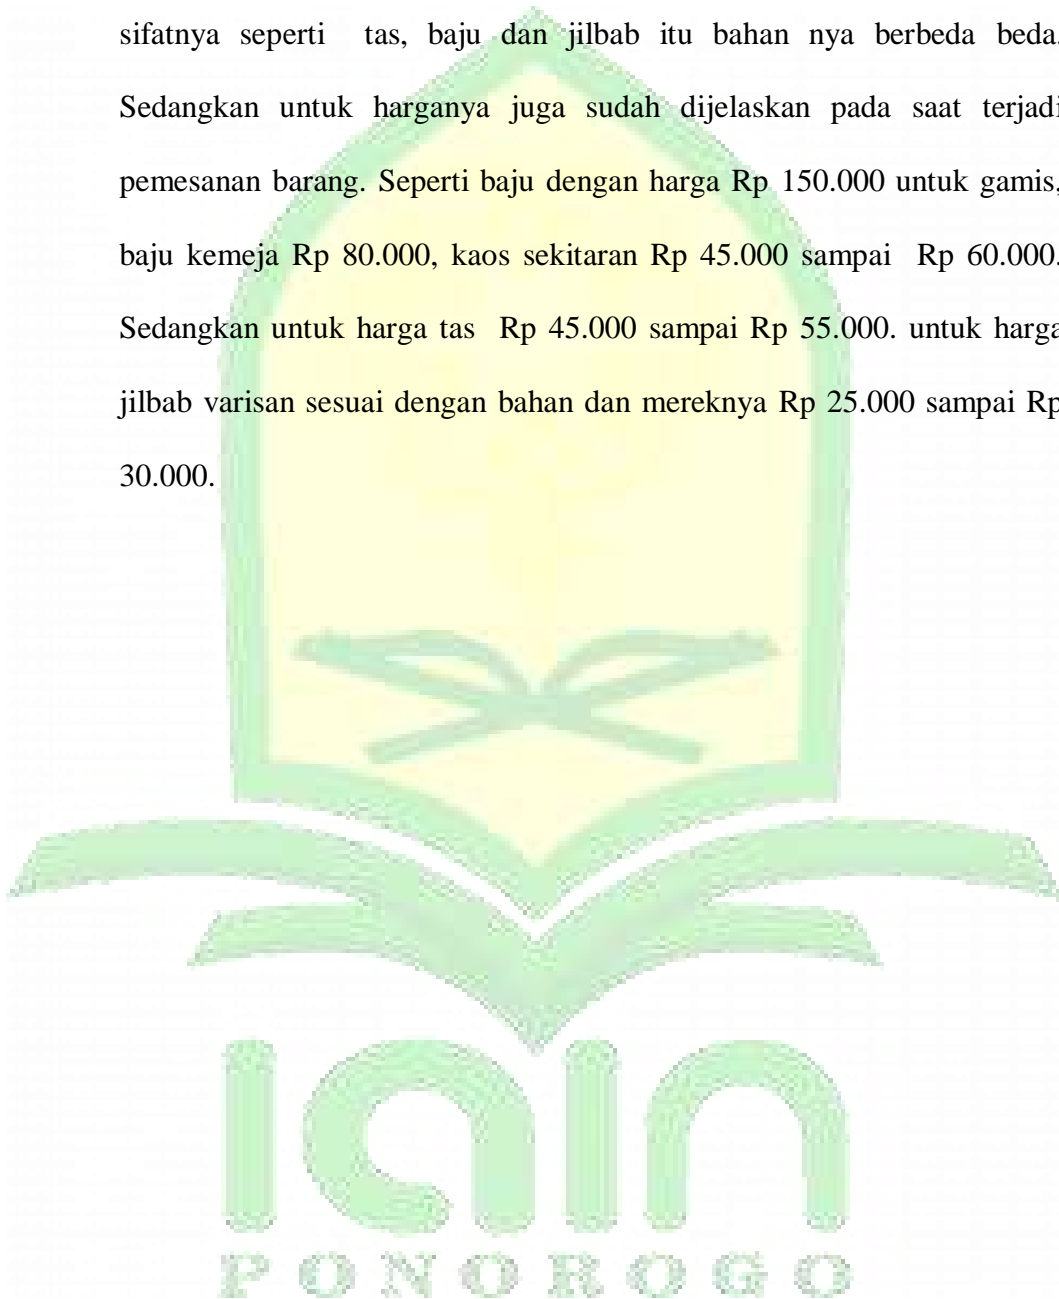 sifatnya seperti tas, baju dan jilbab itu bahan nya berbeda beda.
Sedangkan untuk harganya juga sudah dijelaskan pada saat terjadi
pemesanan barang. Seperti baju dengan harga Rp 150.000 untuk gamis,
baju kemeja Rp 80.000, kaos sekitaran Rp 45.000 sampai Rp 60.000.
Sedangkan untuk harga tas Rp 45.000 sampai Rp 55.000. untuk harga
jilbab varisan sesuai dengan bahan dan mereknya Rp 25.000 sampai Rp
30.000.
iain
PONOROGO